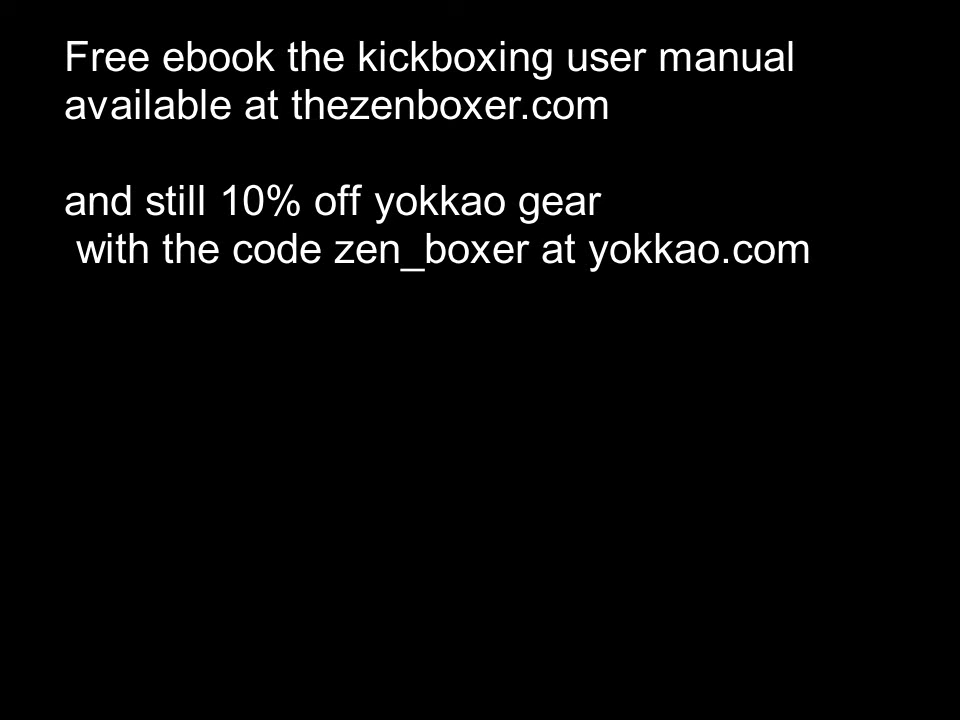 Free ebook the kickboxing user manual
available at thezenboxer.com
and still 10% off yokkao gear
with the code zen_boxer at yokkao.com